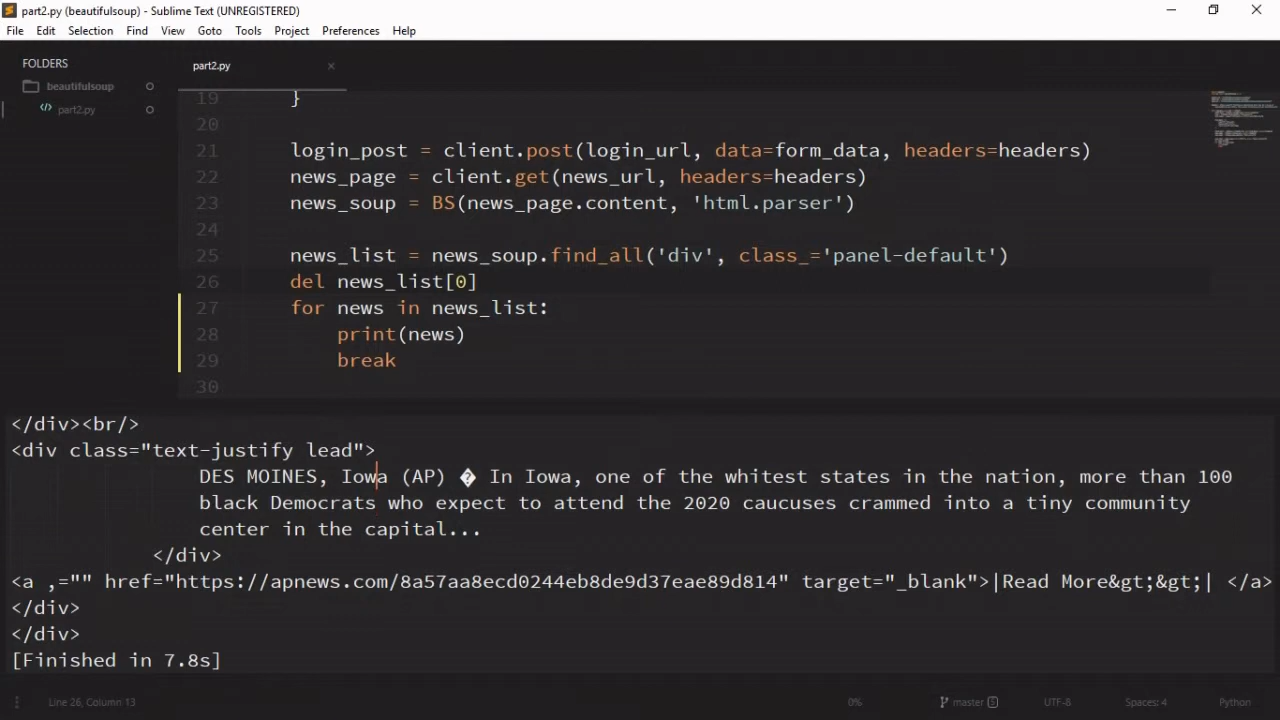 part2.py (beautifulsoup) - Sublime Text (UNREGISTERED)
File Edit Selection Find View Goto Tools Project Preferences Help
FOLDERS
beautifulsoup
part2.py
part2.py
19 }
20
21 login_post = client.post(login_url, data=form_data, headers=headers)
22 news_page = client.get(news_url, headers=headers)
23 news_soup = BS(news_page.content, 'html.parser')
24
25 news_list = news_soup.find_all('div', class_='panel-default')
26 del news_list[0]
27 for news in news_list:
28 print(news)
29 break
30
</div><br/>
<div class="text-justify lead">
DES MOINES, Iowa (AP) � In Iowa, one of the whitest states in the nation, more than 100
black Democrats who expect to attend the 2020 caucuses crammed into a tiny community
center in the capital...
</div>
<a ,="" href="https://apnews.com/8a57aa8ecd0244eb8de9d37eae89d814" target="_blank">|Read More&gt;&gt;| </a>
</div>
</div>
[Finished in 7.8s]
Line 26, Column 13 0% master 5 UTF-8 Spaces: 4 Python